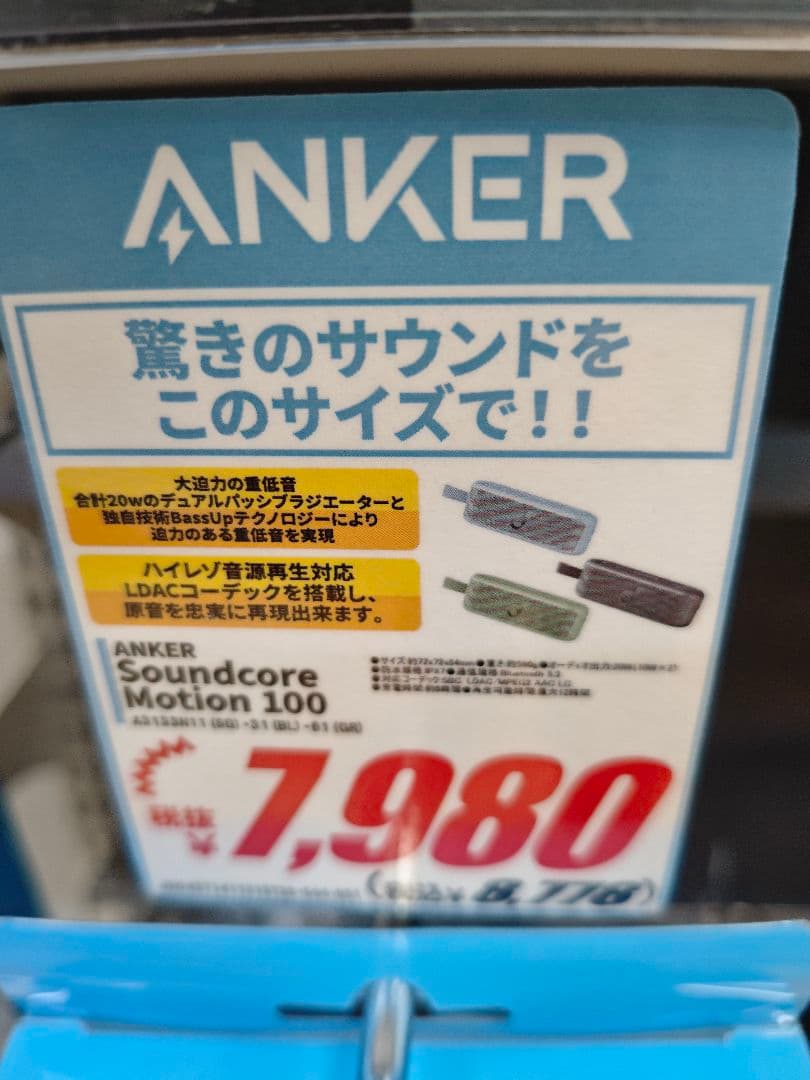 ANKER
驚きのサウンドを
このサイズで!!
大迫力の重低音
合計20wのデュアルパッシブラジエーターと
独自技術BassUpテクノロジーにより
迫力のある重低音を実現
ハイレゾ音源再生対応
LDACコーデックを搭載し、
原音を忠実に再現出来ます。
ANKER
Soundcore
Motion 100
7,980
(税込¥ 8,778)